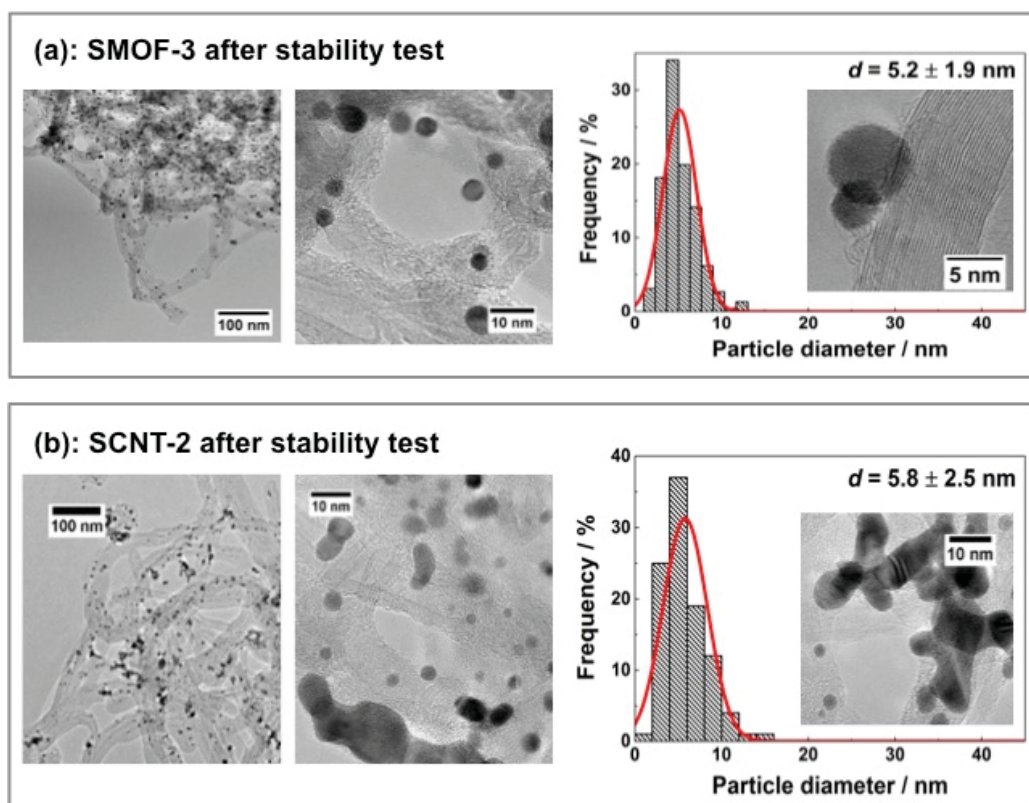 (a): SMOF-3 after stability test
100 nm
10 nm
Frequency / %
30
20
10
0
d = 5.2 ± 1.9 nm
5 nm
0 10 20 30 40
Particle diameter / nm
(b): SCNT-2 after stability test
100 nm
10 nm
Frequency / %
40
30
20
10
0
d = 5.8 ± 2.5 nm
10 nm
0 10 20 30 40
Particle diameter / nm